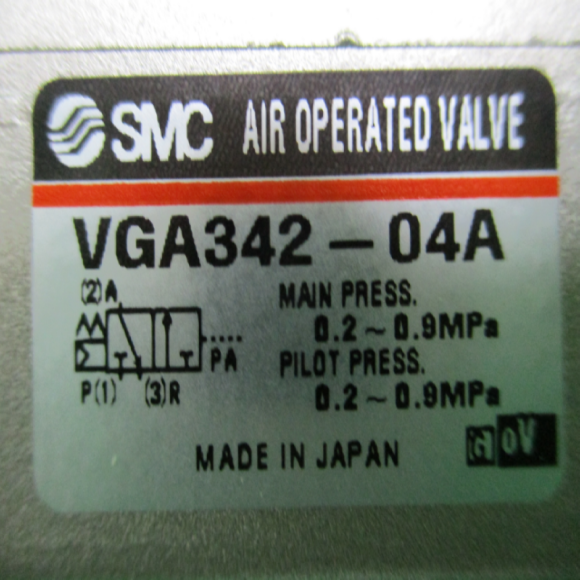 SMC AIR OPERATED VALVE
VGA342-04A
(2)A
MAIN PRESS.
0.2~0.9MPa
PA
PILOT PRESS.
P(1) (3)R
0.2~0.9MPa
MADE IN JAPAN